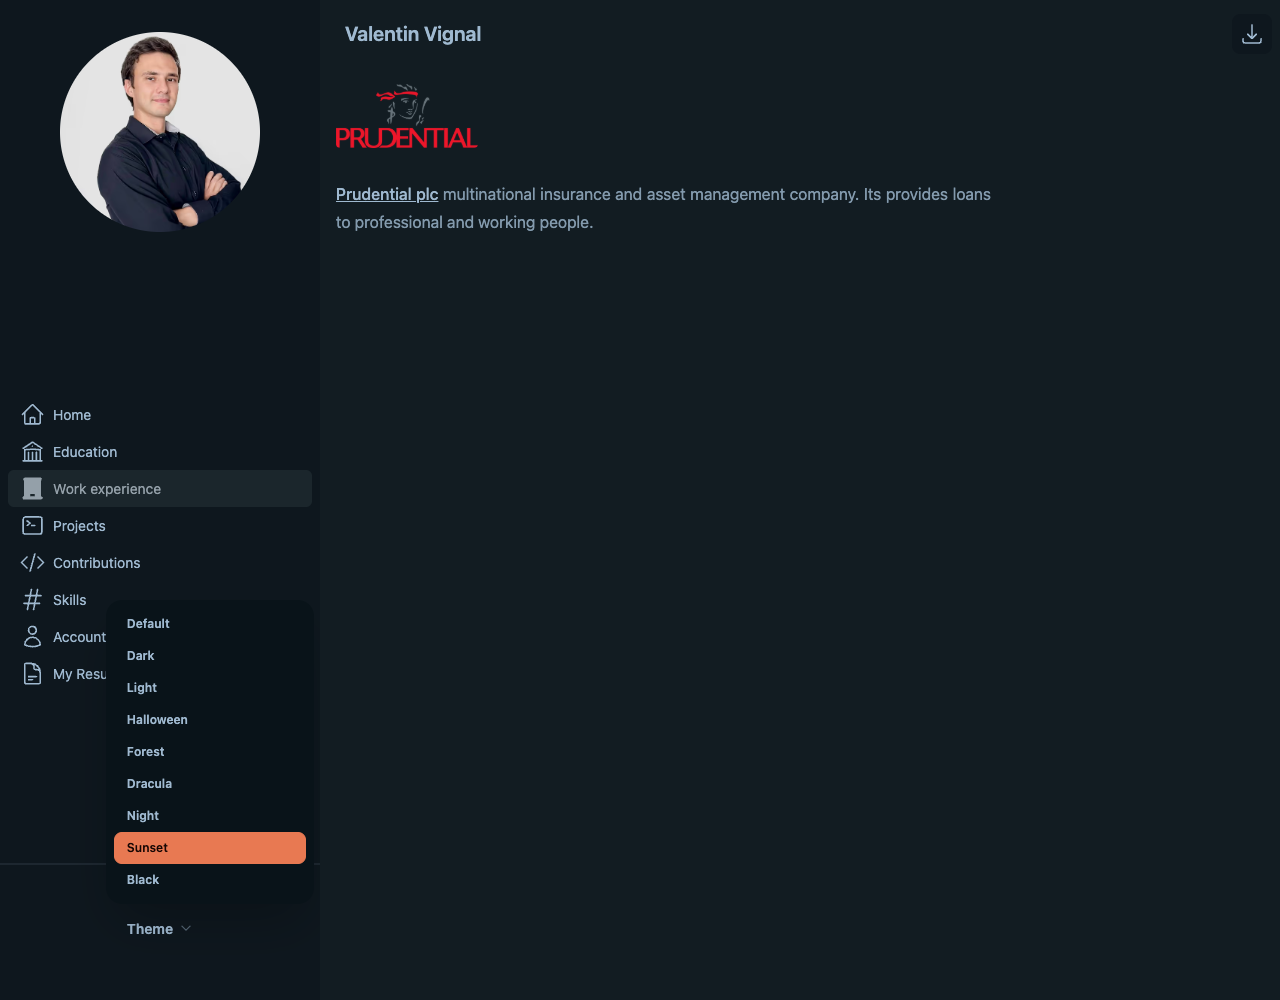 Valentin Vignal
PRUDENTIAL
Prudential plc multinational insurance and asset management company. Its provides loans
to professional and working people.
Home
Education
Work experience
Projects
Contributions
Skills
Account
My Resu
Default
Dark
Light
Halloween
Forest
Dracula
Night
Sunset
Black
Theme